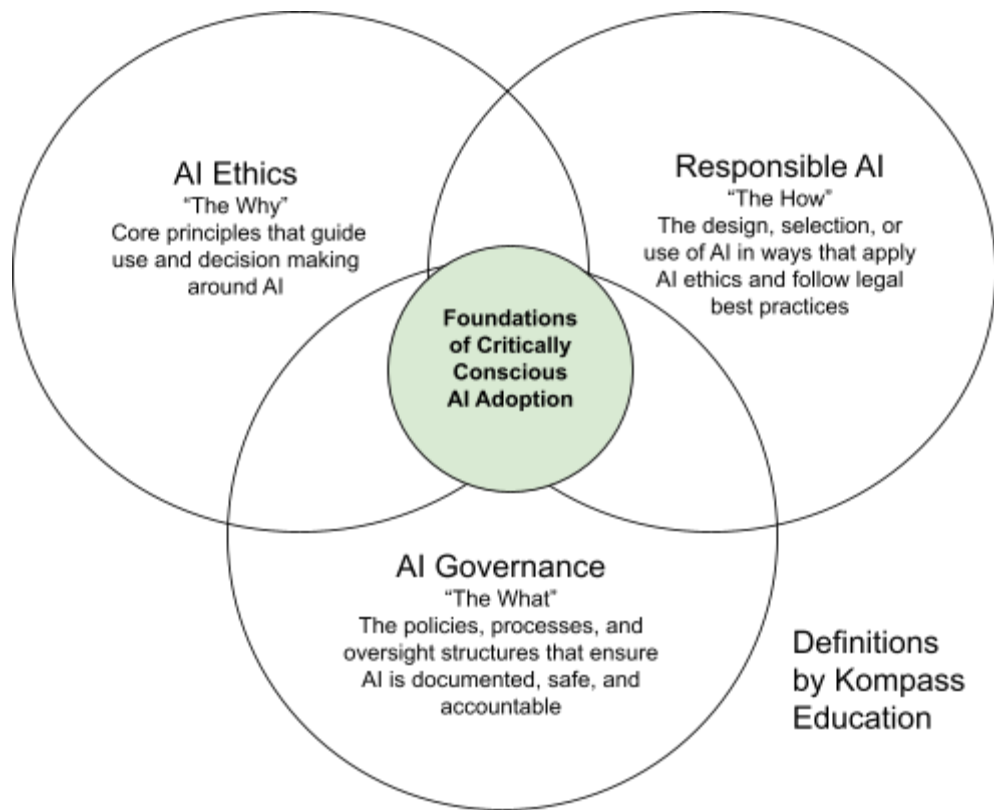 AI Ethics
“The Why”
Core principles that guide
use and decision making
around AI
Responsible AI
“The How”
The design, selection, or
use of AI in ways that apply
AI ethics and follow legal
best practices
Foundations
of Critically
Conscious
AI Adoption
AI Governance
“The What”
The policies, processes, and
oversight structures that ensure
AI is documented, safe, and
accountable
Definitions
by Kompass
Education